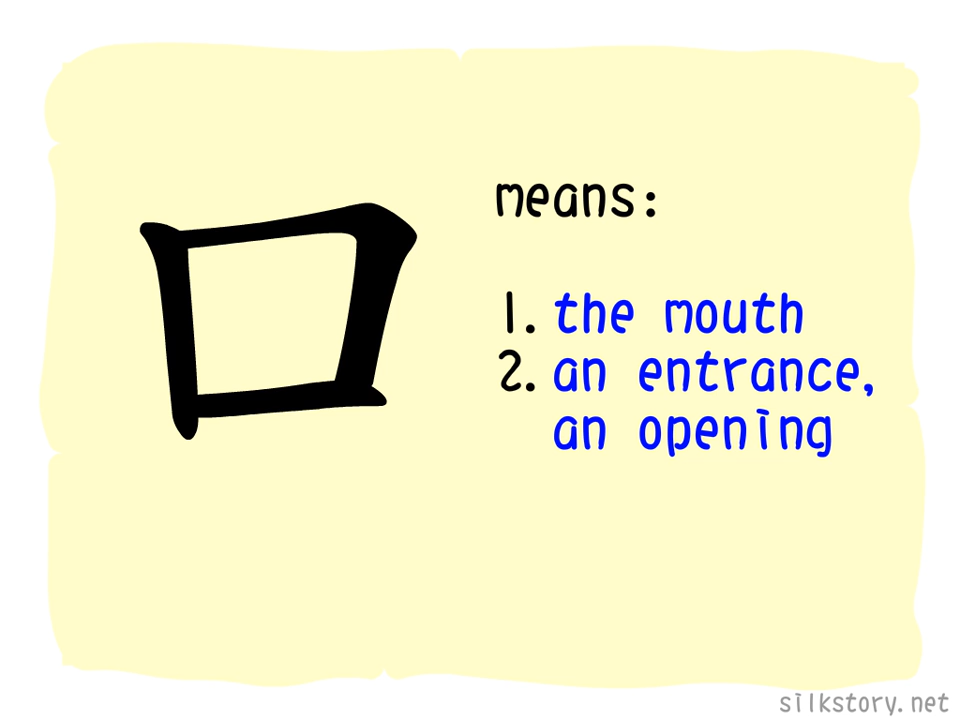 口
means:
1. the mouth
2. an entrance,
an opening
silkstory.net